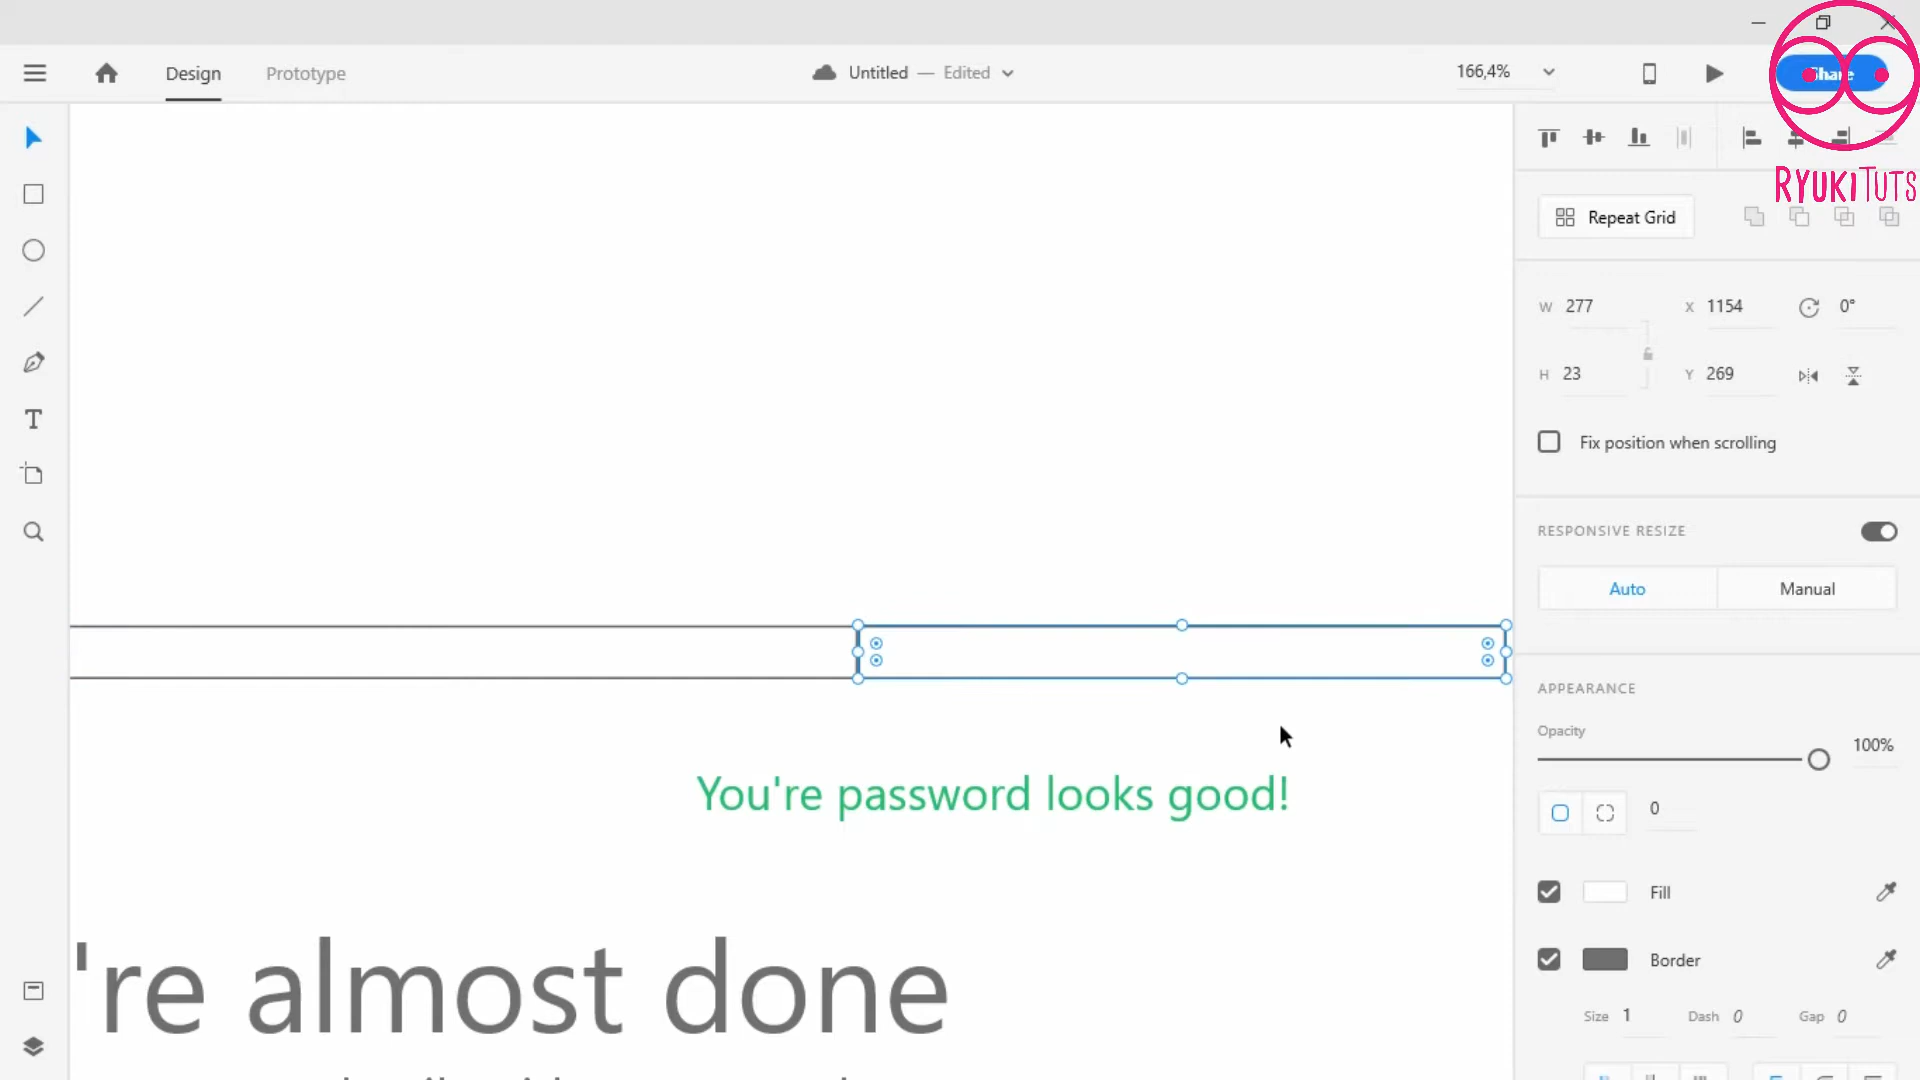 Design Prototype Untitled — Edited 166,4% Share
RYUKITUTS
Repeat Grid
W 277 X 1154 0°
H 23 Y 269
Fix position when scrolling
RESPONSIVE RESIZE
Auto Manual
APPEARANCE
Opacity
100%
You're password looks good!
0
Fill
're almost done
Border
Size 1 Dash 0 Gap 0